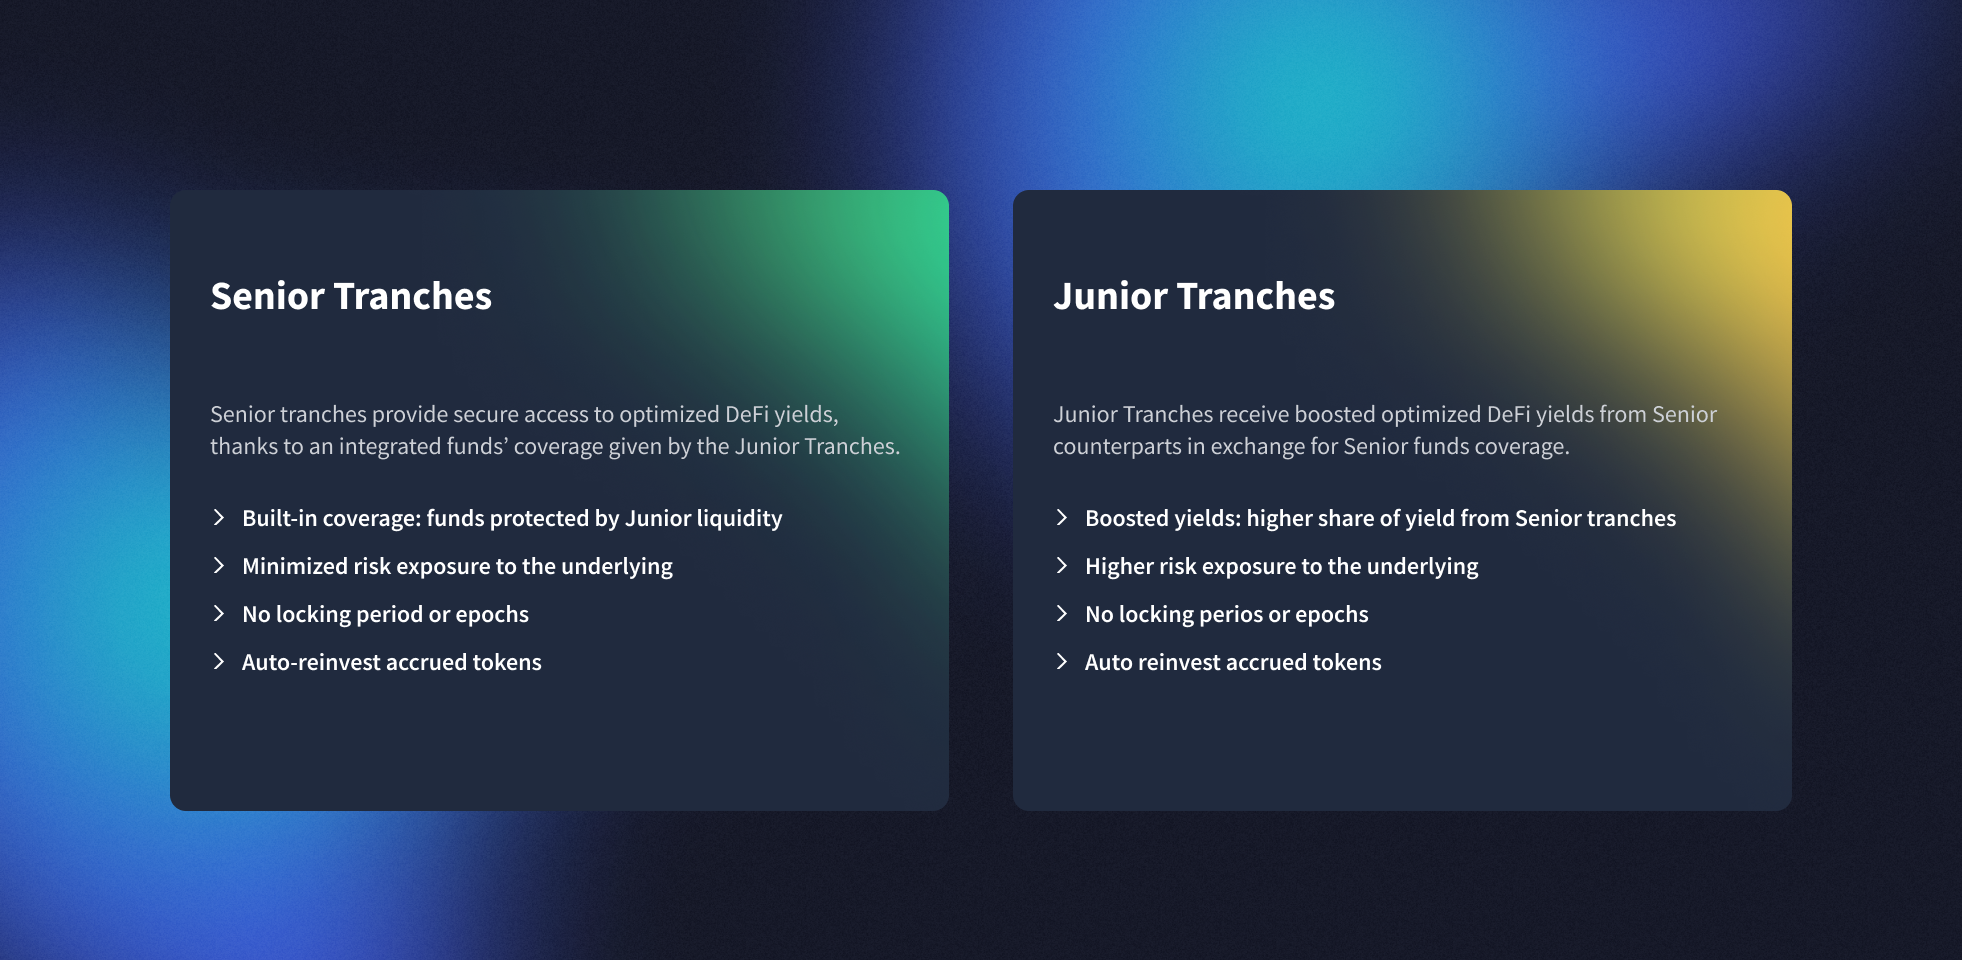 Senior Tranches
Senior tranches provide secure access to optimized DeFi yields,
thanks to an integrated funds’ coverage given by the Junior Tranches.
Built-in coverage: funds protected by Junior liquidity
Minimized risk exposure to the underlying
No locking period or epochs
Auto-reinvest accrued tokens
Junior Tranches
Junior Tranches receive boosted optimized DeFi yields from Senior
counterparts in exchange for Senior funds coverage.
Boosted yields: higher share of yield from Senior tranches
Higher risk exposure to the underlying
No locking perios or epochs
Auto reinvest accrued tokens